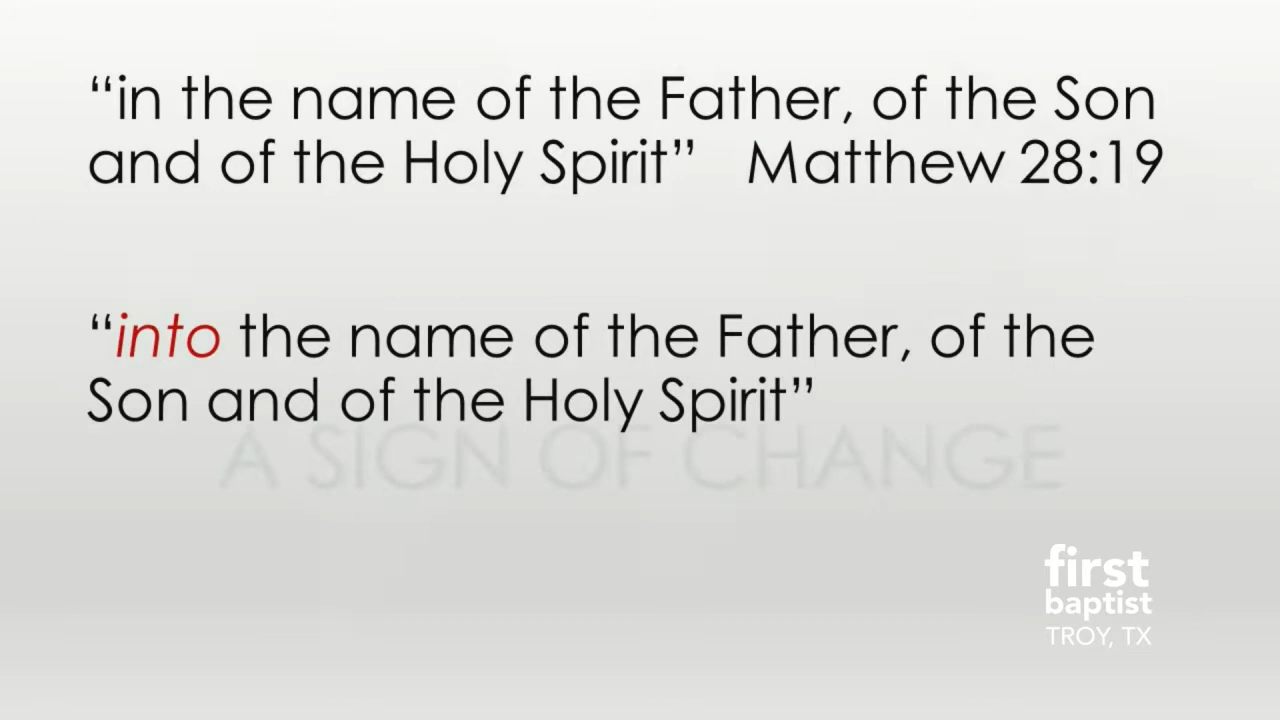 “in the name of the Father, of the Son
and of the Holy Spirit”   Matthew 28:19
“into the name of the Father, of the
Son and of the Holy Spirit”
A SIGN OF CHANGE
first
baptist
TROY, TX